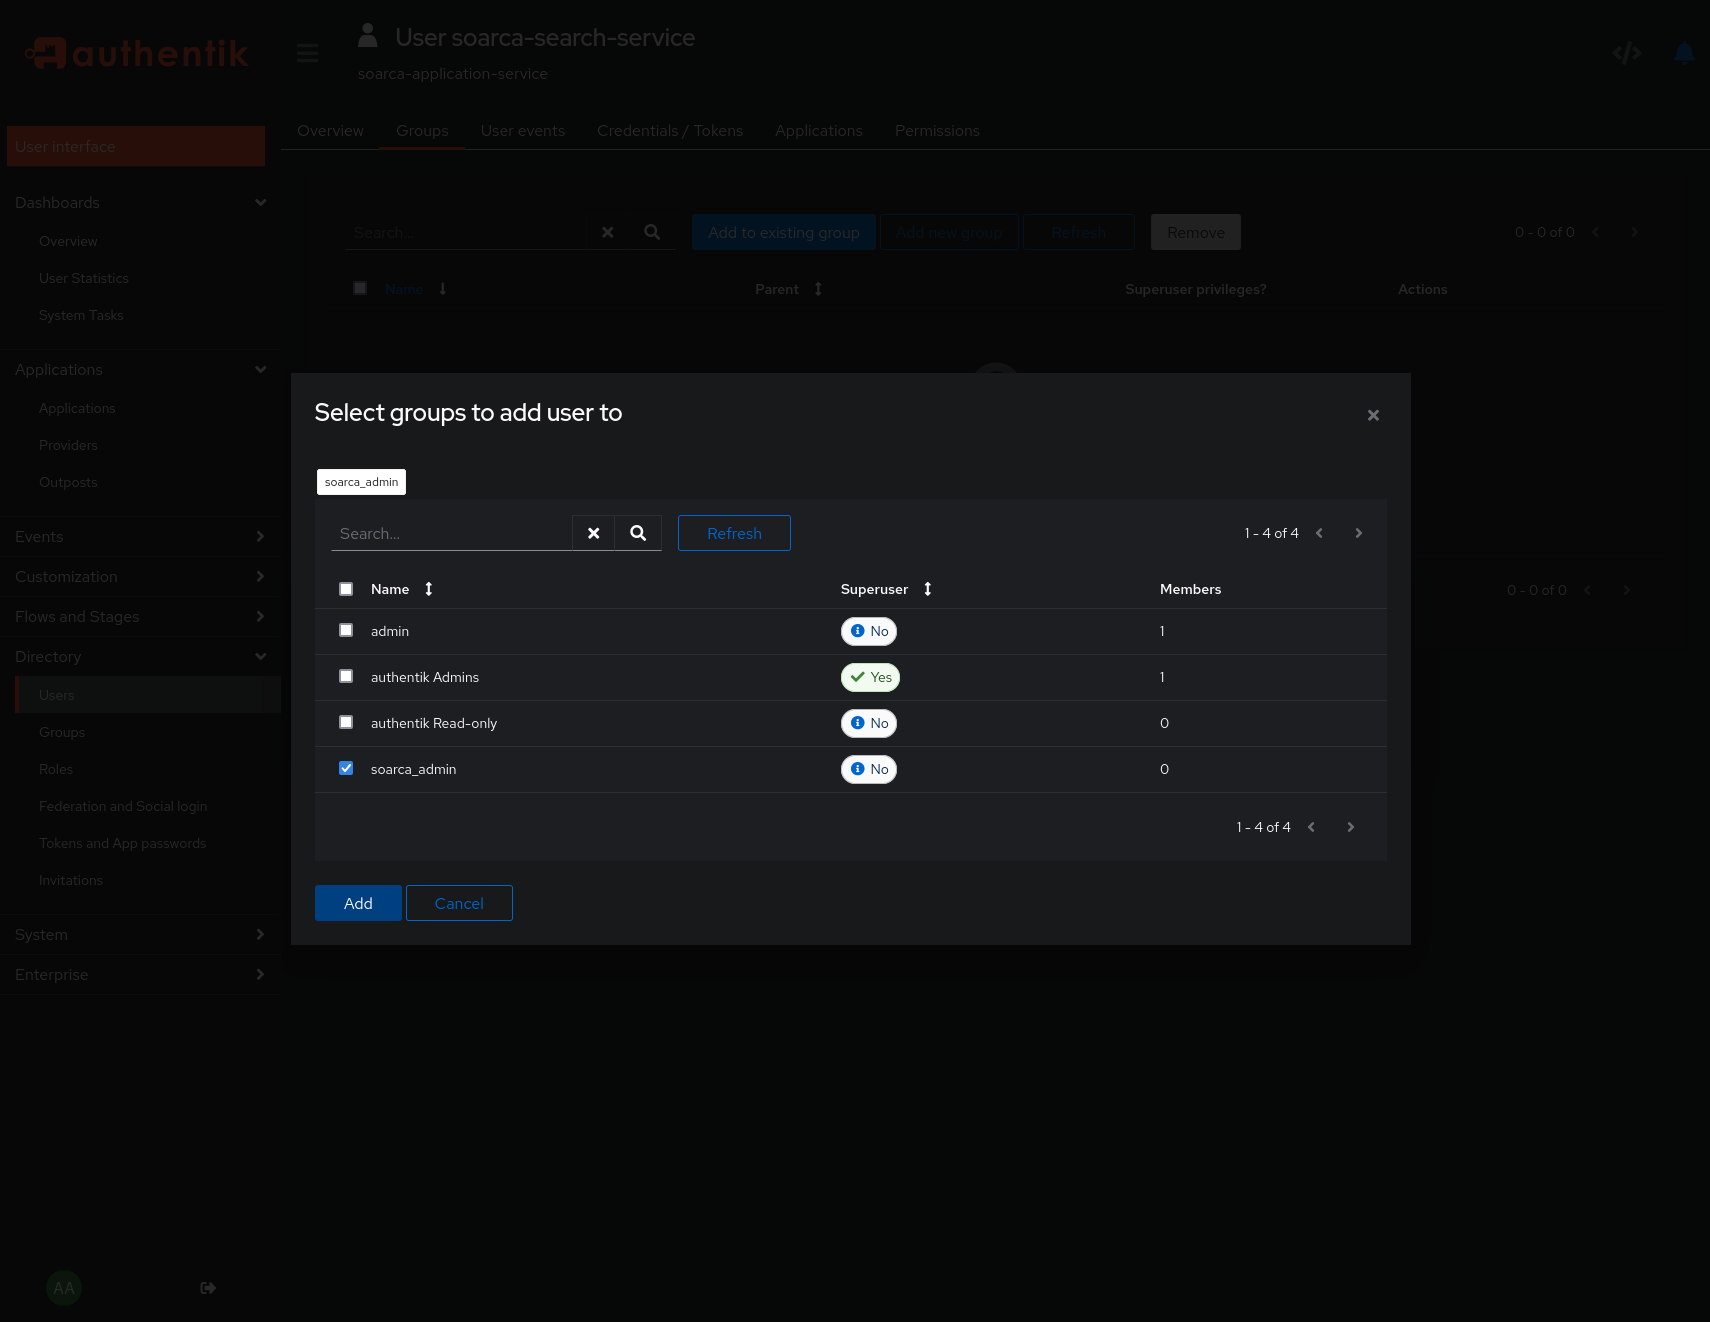 authentik
User soarca-search-service
soarca-application-service
User interface
Overview Groups User events Credentials / Tokens Applications Permissions
Dashboards
Overview
User Statistics
System Tasks
Applications
Applications
Providers
Outposts
Events
Customization
Flows and Stages
Directory
Users
Groups
Roles
Federation and Social login
Tokens and App passwords
Invitations
System
Enterprise
AA
Search... Add to existing group Add new group Refresh Remove 0 - 0 of 0
Name Parent Superuser privileges? Actions
0 - 0 of 0
Select groups to add user to
soarca_admin
Search... Refresh 1 - 4 of 4
Name Superuser Members
admin No 1
authentik Admins Yes 1
authentik Read-only No 0
soarca_admin No 0
1 - 4 of 4
Add Cancel